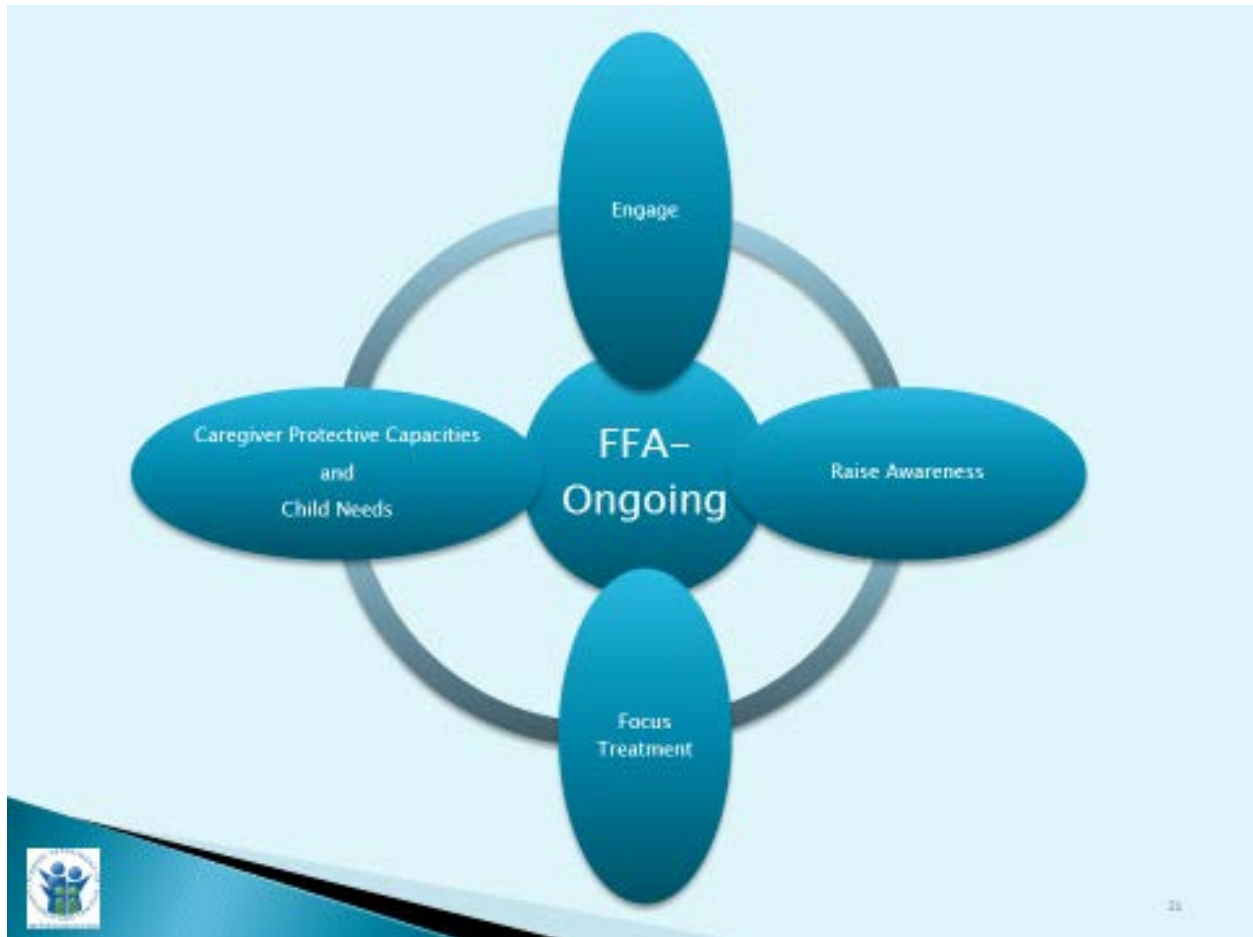 Engage
Caregiver Protective Capacities
and
Child Needs
FFA–
Ongoing
Raise Awareness
Focus
Treatment